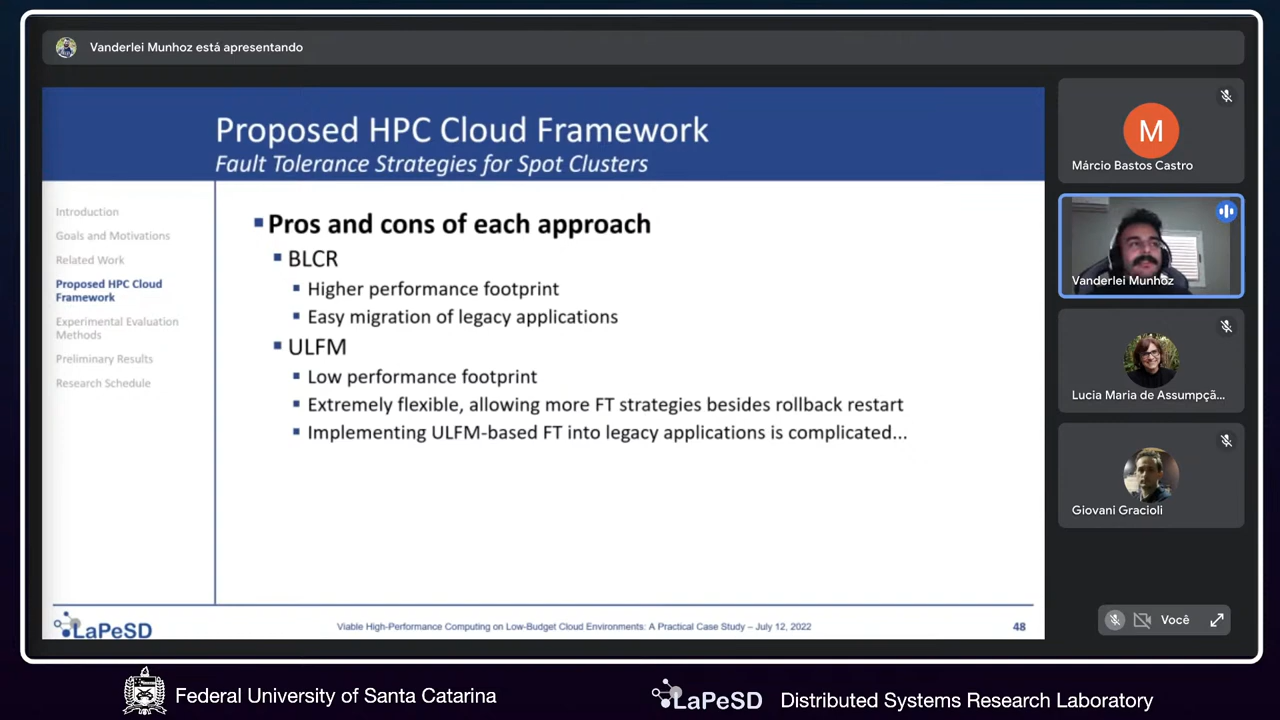 Vanderlei Munhoz está apresentando
Proposed HPC Cloud Framework
Fault Tolerance Strategies for Spot Clusters
Introduction
Goals and Motivations
Related Work
Proposed HPC Cloud
Framework
Experimental Evaluation
Methods
Preliminary Results
Research Schedule
Pros and cons of each approach
BLCR
Higher performance footprint
Easy migration of legacy applications
ULFM
Low performance footprint
Extremely flexible, allowing more FT strategies besides rollback restart
Implementing ULFM-based FT into legacy applications is complicated...
LaPeSD
Viable High-Performance Computing on Low-Budget Cloud Environments: A Practical Case Study – July 12, 2022
48
M
Márcio Bastos Castro
Vanderlei Munhoz
Lucia Maria de Assumpçã...
Giovani Gracioli
Você
Federal University of Santa Catarina
LaPeSD
Distributed Systems Research Laboratory